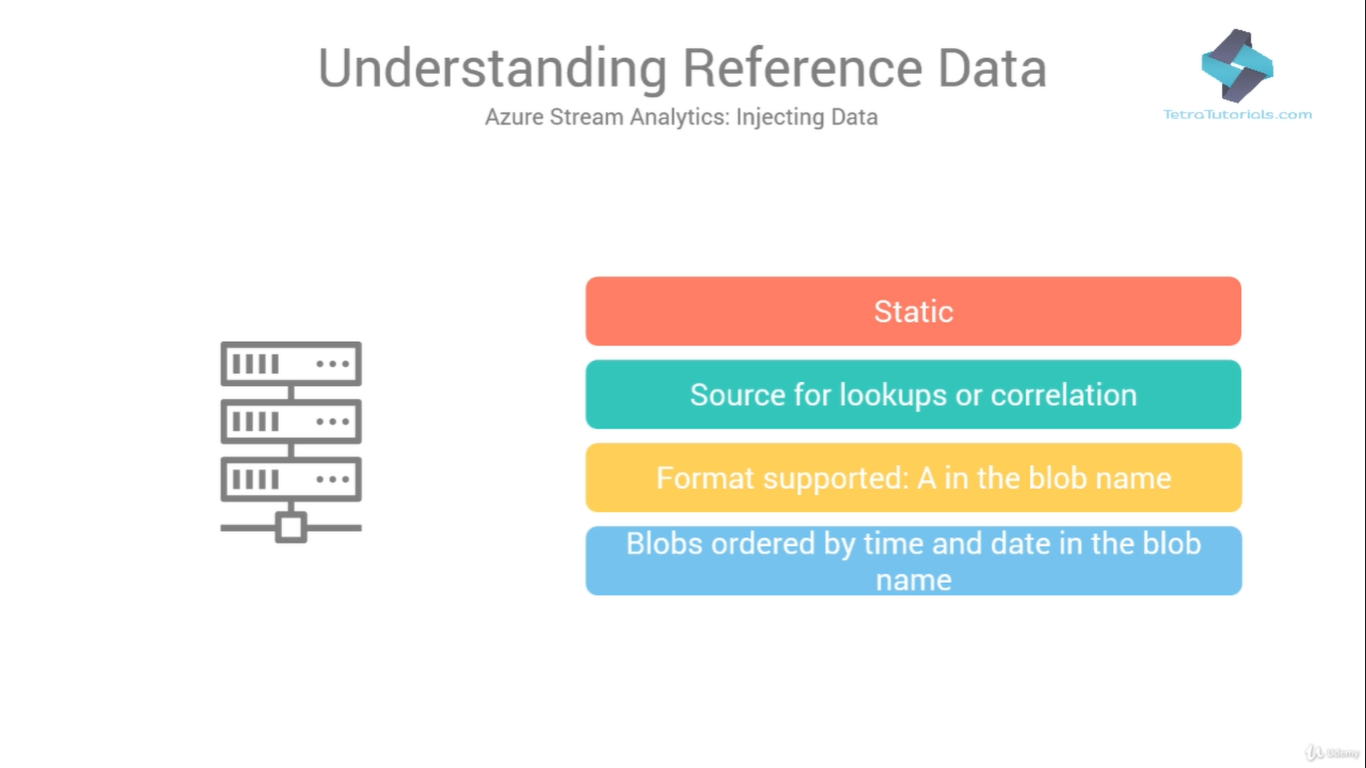 Understanding Reference Data
Azure Stream Analytics: Injecting Data
TetraTutorials.com
Static
Source for lookups or correlation
Format supported: A in the blob name
Blobs ordered by time and date in the blob
name
Udemy